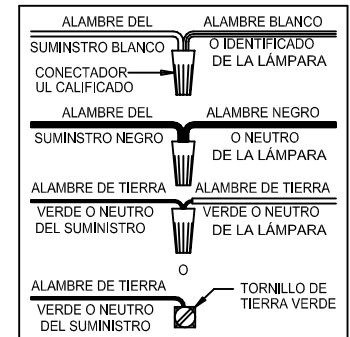 ALAMBRE DEL
SUMINSTRO BLANCO
ALAMBRE BLANCO
O IDENTIFICADO
DE LA LÁMPARA
CONECTADOR
UL CALIFICADO
ALAMBRE DEL
SUMINSTRO NEGRO
ALAMBRE NEGRO
O NEUTRO
DE LA LÁMPARA
ALAMBRE DE TIERRA
VERDE O NEUTRO
DEL SUMINISTRO
ALAMBRE DE TIERRA
VERDE O NEUTRO
DE LA LÁMPARA
O
ALAMBRE DE TIERRA
VERDE O NEUTRO
DEL SUMINISTRO
TORNILLO DE
TIERRA VERDE